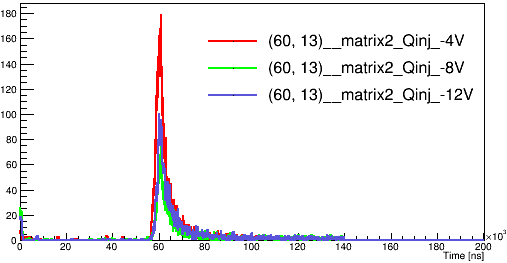 180
160
140
120
100
80
60
40
20
0
(60, 13)__matrix2_Qinj_-4V
(60, 13)__matrix2_Qinj_-8V
(60, 13)__matrix2_Qinj_-12V
0 20 40 60 80 100 120 140 160 180 200
×10³
Time [ns]